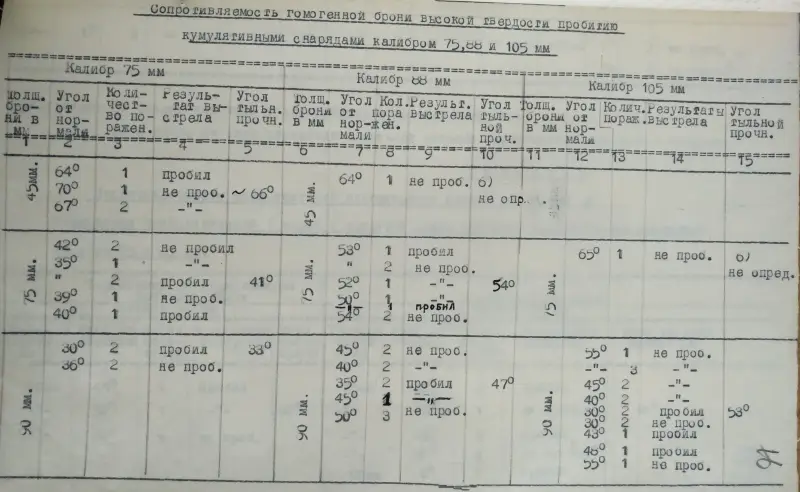 Сопротивляемость гомогенной брони высокой твердости пробитию
кумулятивными снарядами калибром 75,88 и 105 мм
Калибр 75 мм Калибр 88 мм Калибр 105 мм
Толщ. брони в мм Угол от нормали Количество поражен. Результат выстрела Угол тыльн. прочн. Толщ. брони в мм Угол от нормали Кол. поражен. Результ. выстрела Угол тыльной проч. Толщ. брони в мм Угол от нормали Колич. пораж. Результаты выстрела Угол тыльной прочн.
1 2 3 4 5 6 7 8 9 10 11 12 13 14 15
45мм. 64° 1 пробил 45 мм. 64° 1 не проб. б)
70° 1 не проб. ~ 66° не опр.
67° 2 -"-
75 мм. 42° 2 не пробил 75 мм. 53° 1 пробил 75 мм. 65° 1 не проб. б)
35° 1 -"- " 2 не проб. не опред.
" 2 пробил 41° 52° 1 -"- 54°
39° 1 не проб. 50° 1 -"-
-"- 1 пробил
40° 1 пробил 54° 2 не проб.
90 мм. 30° 2 пробил 33° 90 мм. 45° 2 не проб. 90 мм. 55° 1 не проб.
36° 2 не проб. 40° 2 -"- -"- 3 -"-
35° 2 пробил 47° 45° 2 -"-
45° 1 -"- 40° 2 -"-
50° 3 не проб. 30° 2 пробил 53°
30° 2 не проб.
43° 1 пробил
48° 1 пробил
55° 1 не проб.